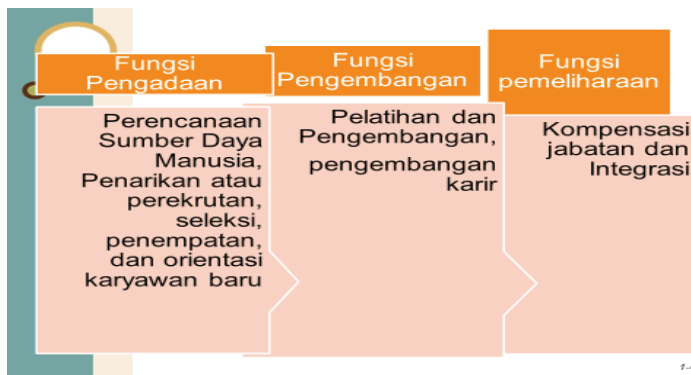 Fungsi
Pengadaan
Perencanaan
Sumber Daya
Manusia,
Penarikan atau
perekrutan,
seleksi,
penempatan,
dan orientasi
karyawan baru
Fungsi
Pengembangan
Pelatihan dan
Pengembangan,
pengembangan
karir
Fungsi
pemeliharaan
Kompensasi
jabatan dan
Integrasi